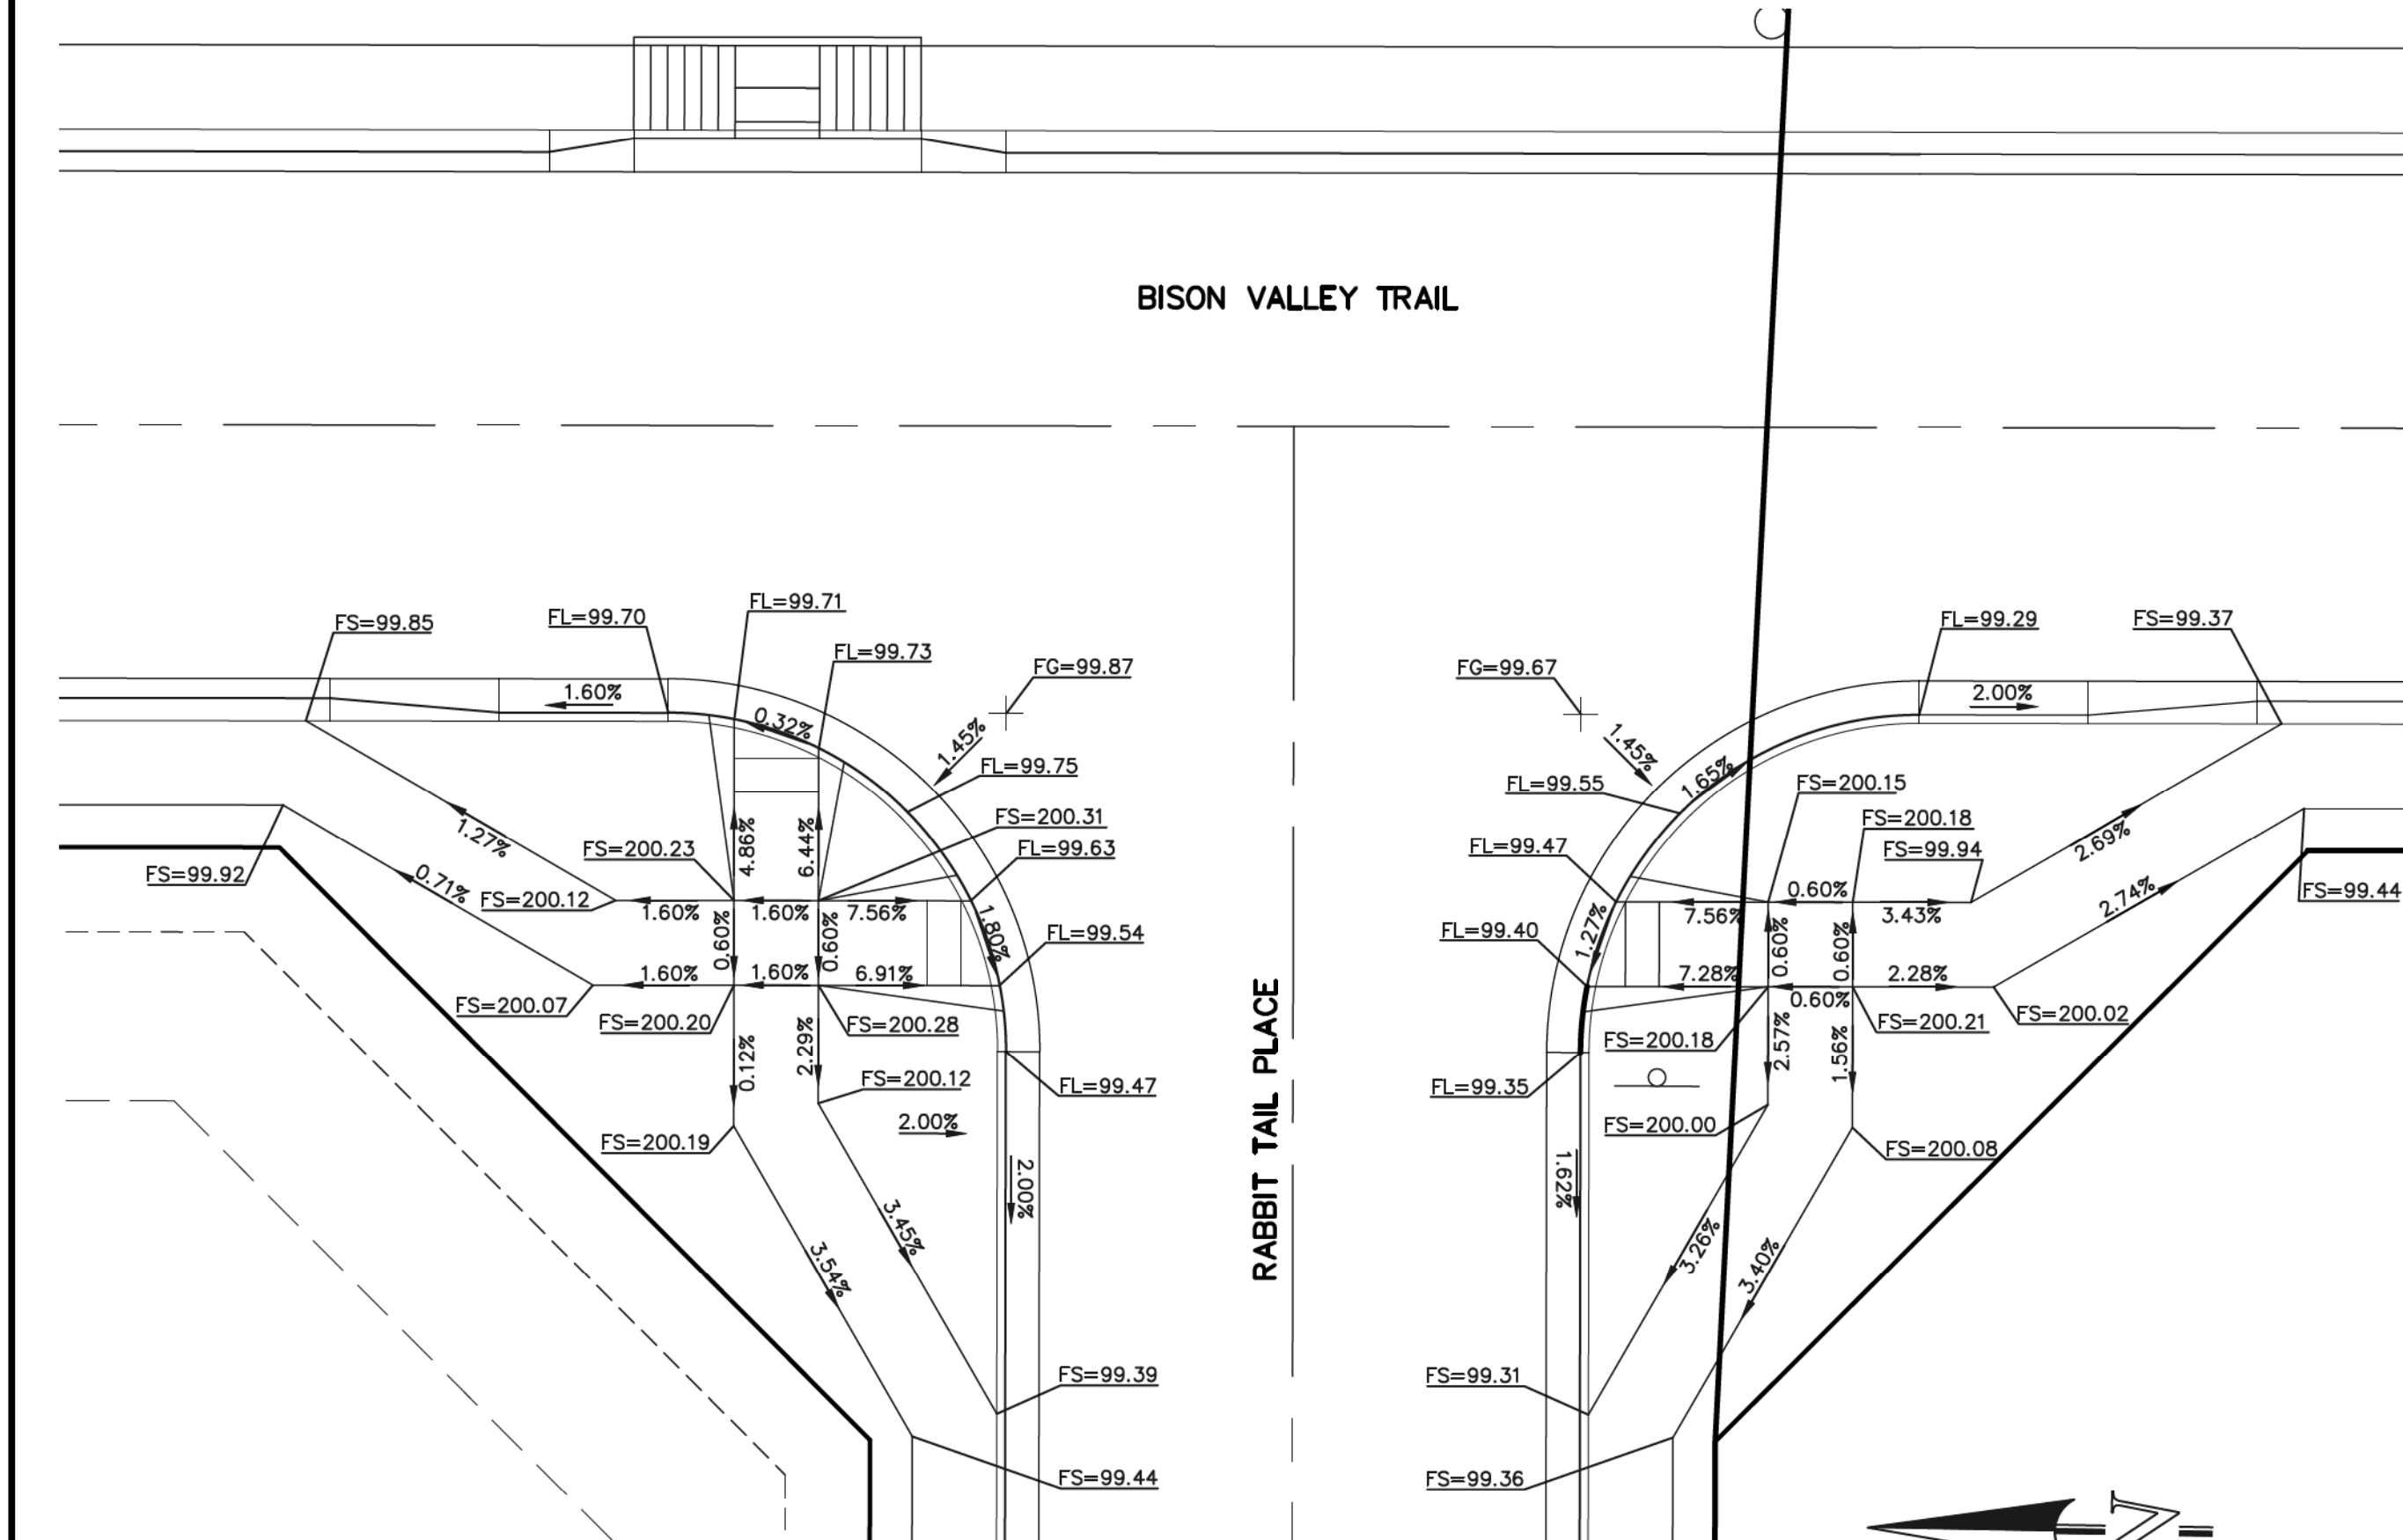 BISON VALLEY TRAIL
FL=99.71
FS=99.85
FL=99.70
FL=99.29
FS=99.37
FL=99.73
FG=99.87
FG=99.67
1.60%
2.00%
0.32%
1.45%
1.45%
FL=99.75
1.65%
FL=99.55
FS=200.15
FS=200.31
FS=200.18
1.27%
4.86%
6.44%
FS=200.23
FL=99.63
FL=99.47
FS=99.94
2.69%
FS=99.92
0.71%
FS=200.12
0.60%
2.74%
FS=99.44
1.60%
1.60%
7.56%
7.56%
3.43%
1.80%
1.27%
FL=99.54
FL=99.40
0.60%
0.60%
0.60%
0.60%
1.60%
1.60%
6.91%
7.28%
2.28%
0.60%
FS=200.07
FS=200.20
FS=200.28
FS=200.18
FS=200.21
FS=200.02
0.12%
2.29%
2.57%
1.56%
FS=200.12
FL=99.47
FL=99.35
2.00%
FS=200.00
FS=200.19
FS=200.08
RABBIT TAIL PLACE
2.00%
1.62%
3.45%
3.54%
3.26%
3.40%
FS=99.39
FS=99.31
FS=99.44
FS=99.36